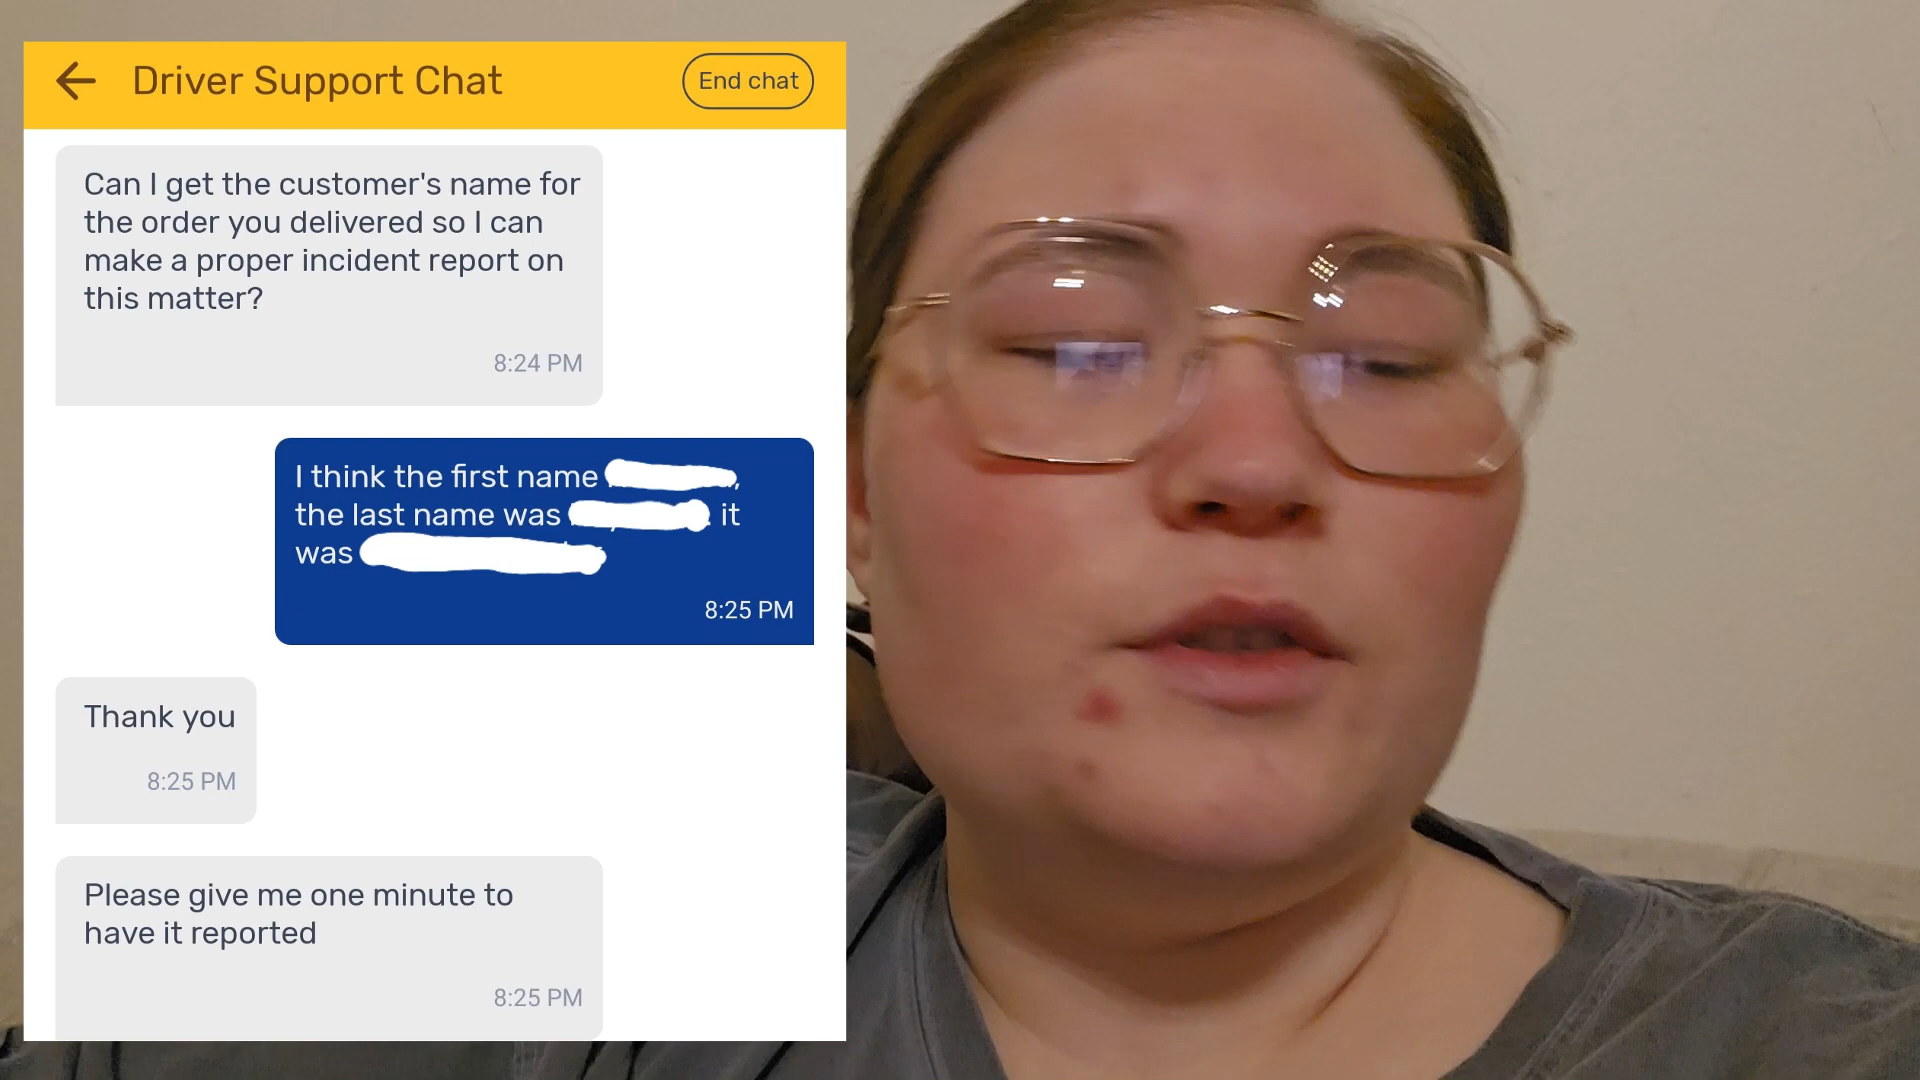 Driver Support Chat
End chat
Can I get the customer's name for
the order you delivered so I can
make a proper incident report on
this matter?
8:24 PM
I think the first name
the last name was it
was
8:25 PM
Thank you
8:25 PM
Please give me one minute to
have it reported
8:25 PM